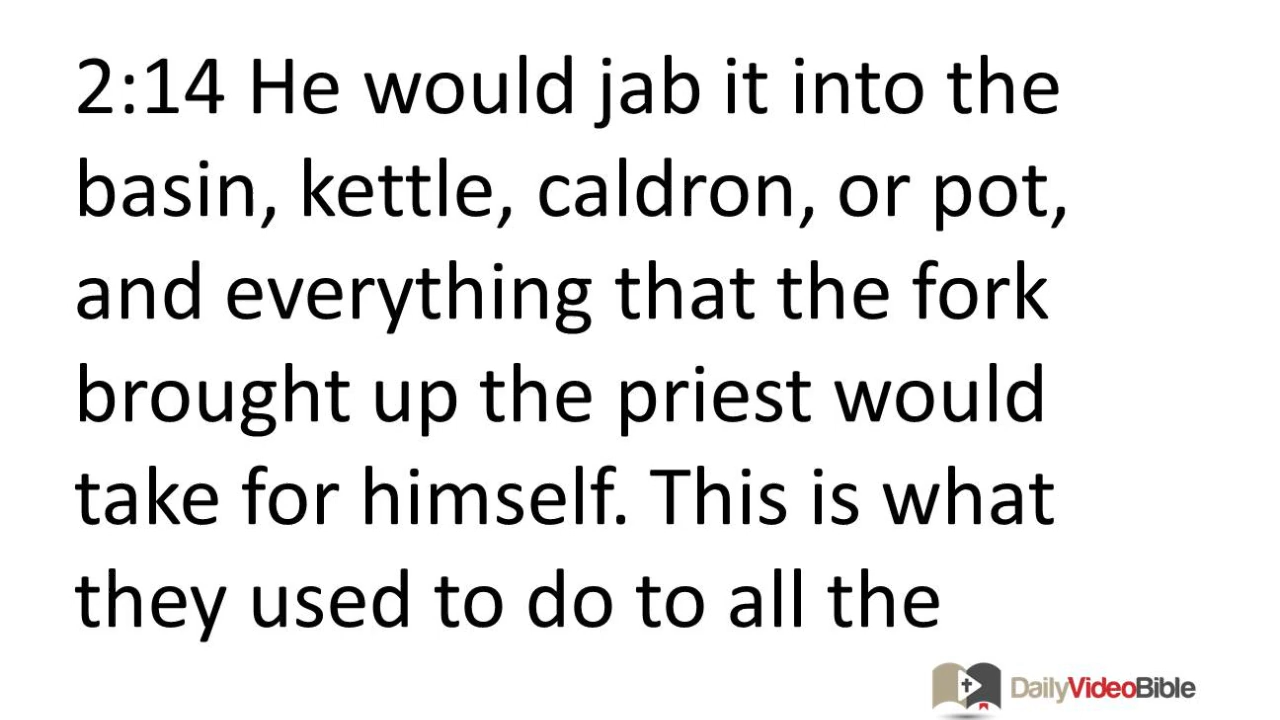 2:14 He would jab it into the
basin, kettle, caldron, or pot,
and everything that the fork
brought up the priest would
take for himself. This is what
they used to do to all the
DailyVideoBible